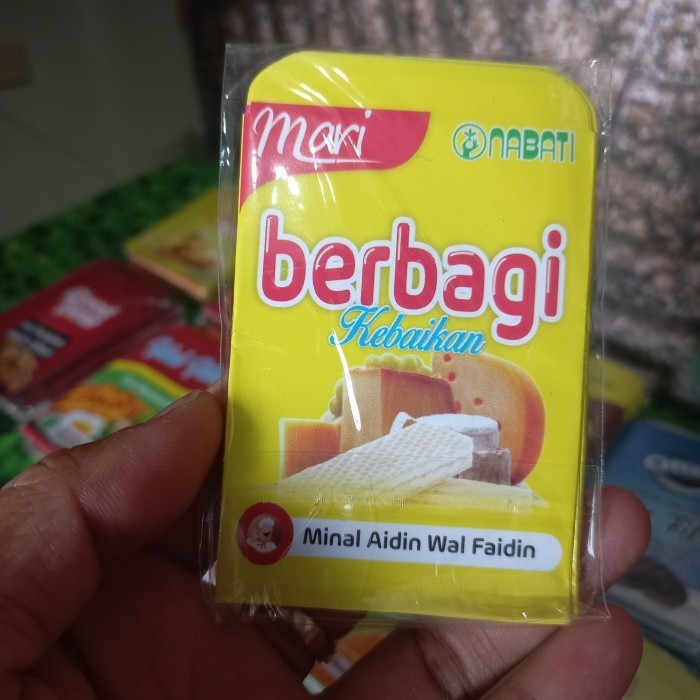 Mari
NABATI
berbagi
Kebaikan
Minal Aidin Wal Faidin